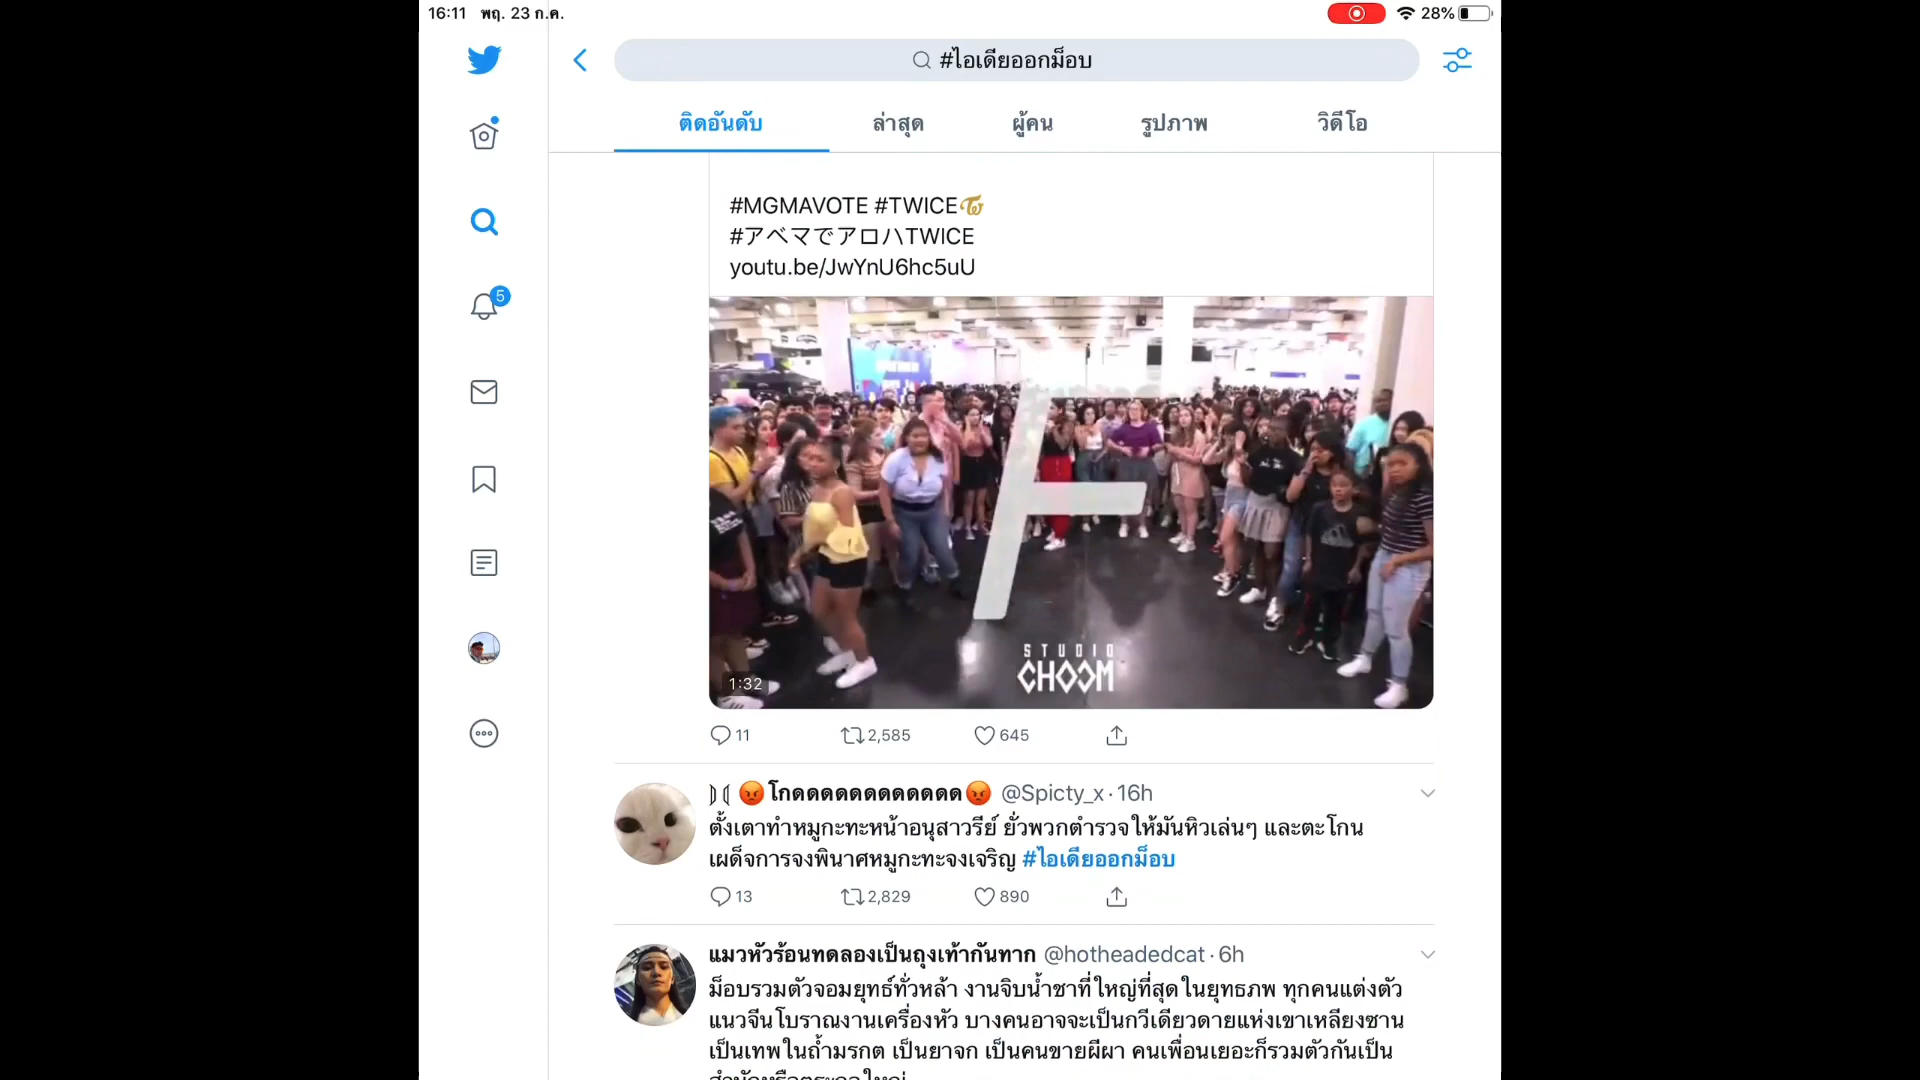 16:11 พฤ. 23 ก.ค.
28%
#ไอเดียออกม็อบ
ติดอันดับ ล่าสุด ผู้คน รูปภาพ วิดีโอ
5
#MGMAVOTE #TWICE
#アベマでアロハTWICE
youtu.be/JwYnU6hc5uU
STUDIO
CHOOM
1:32
11 2,585 645
😡โกดดดดดดดดดดดด😡 @Spicty_x · 16h
ตั้งเตาทำหมูกะทะหน้าอนุสาวรีย์ ยั่วพวกตำรวจให้มันหิวเล่นๆ และตะโกน
เผด็จการจงพินาศหมูกะทะจงเจริญ #ไอเดียออกม็อบ
13 2,829 890
แมวหัวร้อนทดลองเป็นถุงเท้ากันทาก @hotheadedcat · 6h
ม็อบรวมตัวจอมยุทธ์ทั่วหล้า งานจิบน้ำชาที่ใหญ่ที่สุดในยุทธภพ ทุกคนแต่งตัว
แนวจีนโบราณงานเครื่องหัว บางคนอาจจะเป็นกวีเดียวดายแห่งเขาเหลียงซาน
เป็นเทพในถ้ำมรกต เป็นยาจก เป็นคนขายผีผา คนเพื่อนเยอะก็รวมตัวกันเป็น
สำนักหรือตระกูลใหญ่